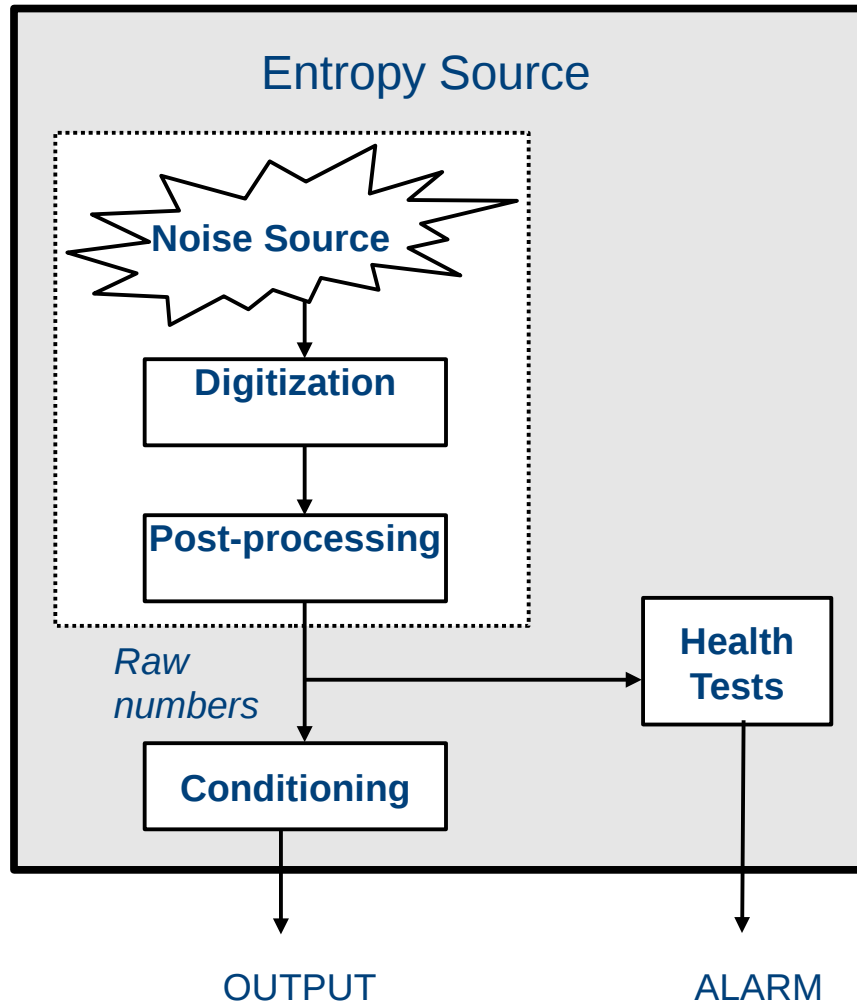 Entropy Source
Noise Source
Digitization
Post-processing
Raw
numbers
Health
Tests
Conditioning
OUTPUT
ALARM